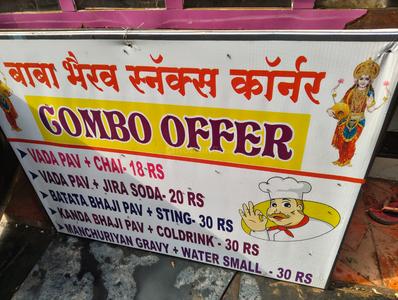 बाबा भैरव स्नॅक्स कॉर्नर
COMBO OFFER
VADA PAV + CHAI- 18-RS
VADA PAV + JIRA SODA- 20 RS
BATATA BHAJI PAV + STING- 30 RS
KANDA BHAJI PAV + COLDRINK - 30 RS
MANCHURIYAN GRAVY + WATER SMALL - 30 RS